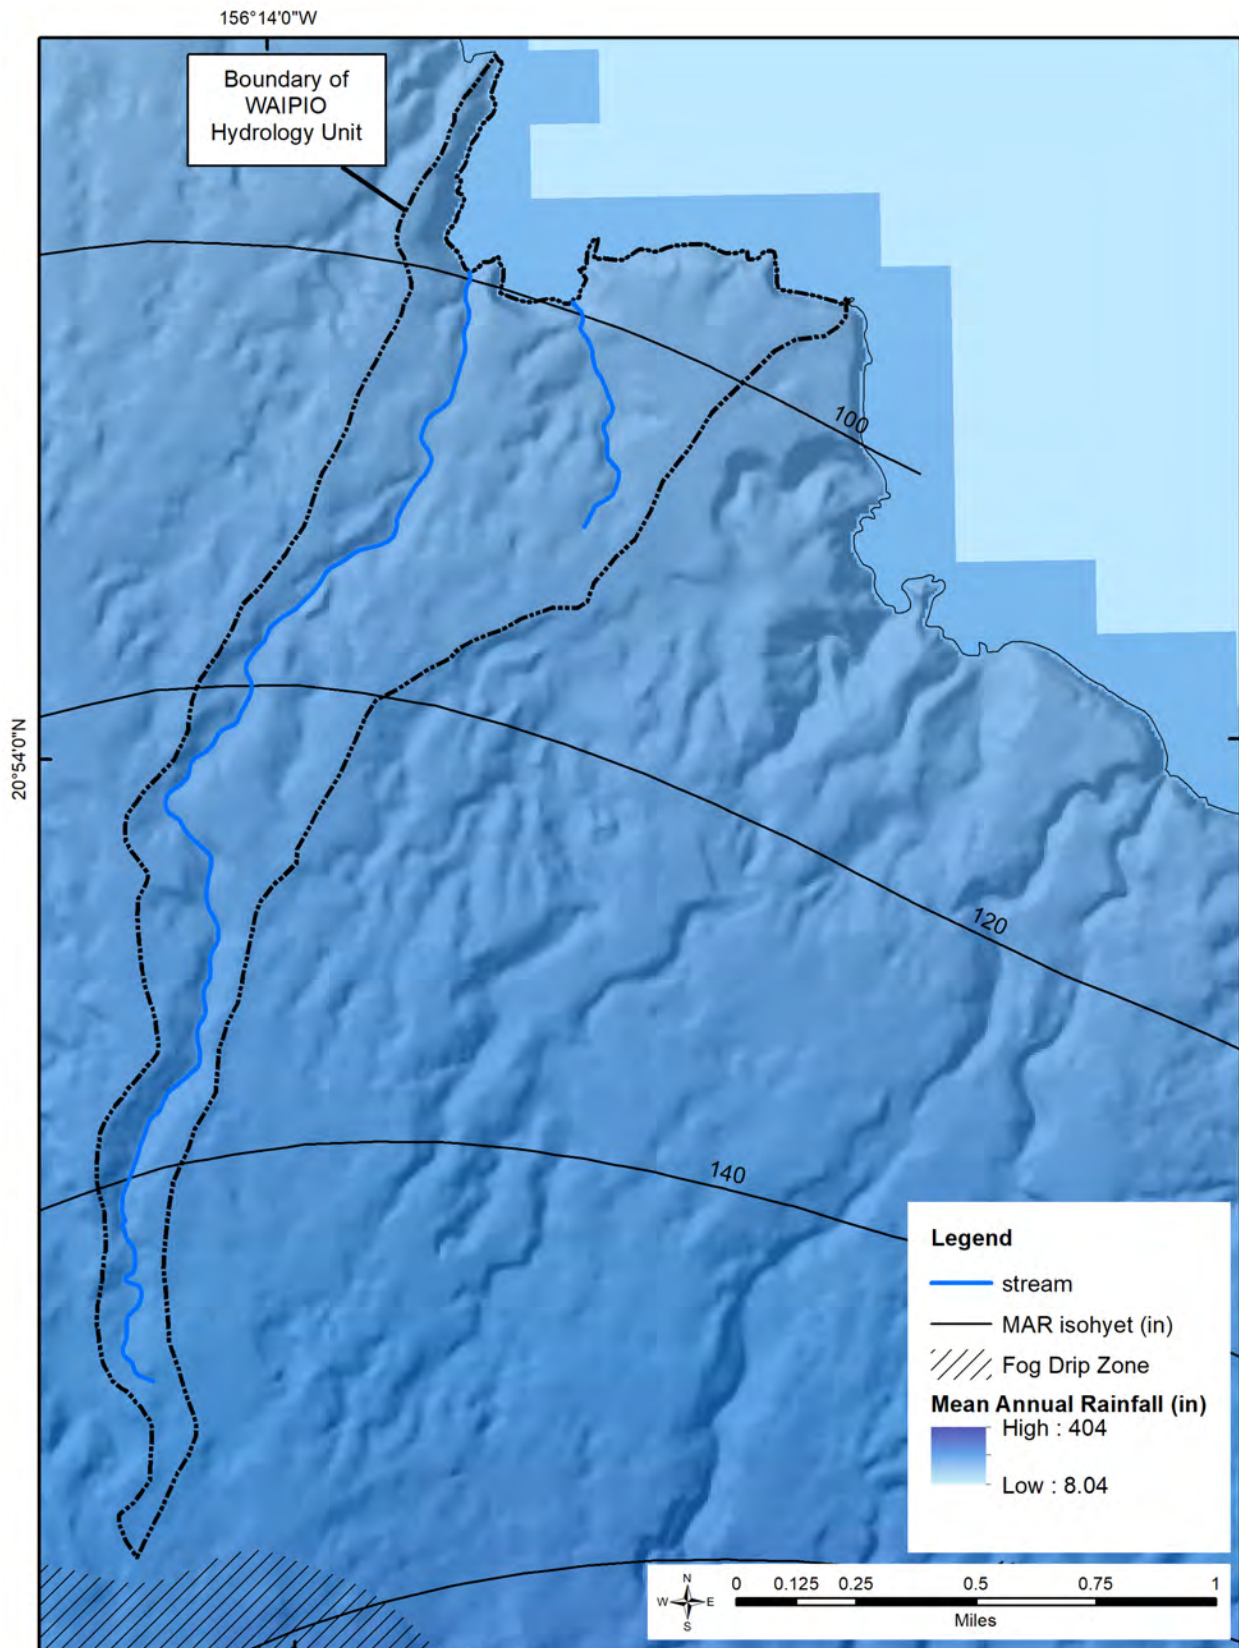 156°14'0"W
Boundary of
WAIPIO
Hydrology Unit
100
20°54'0"N
120
140
Legend
stream
MAR isohyet (in)
Fog Drip Zone
Mean Annual Rainfall (in)
High : 404
Low : 8.04
N
W E
S
0 0.125 0.25 0.5 0.75 1
Miles